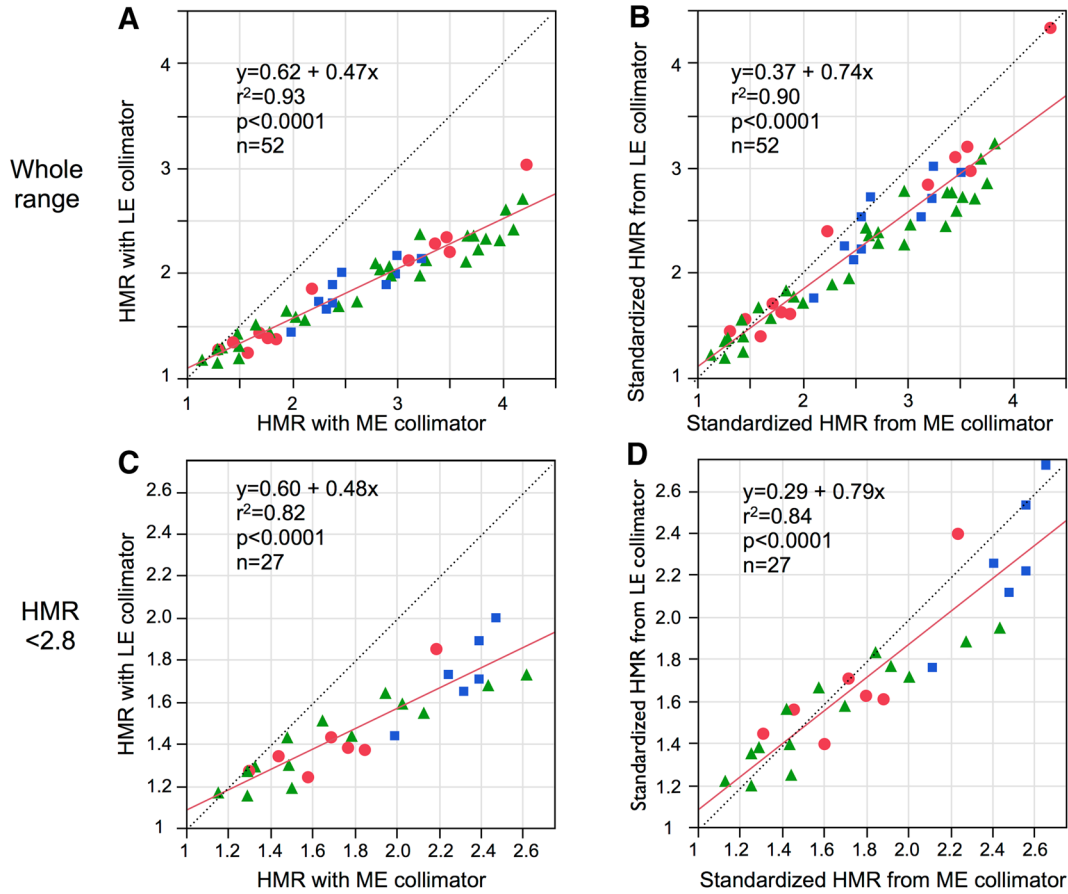 A
B
Whole
range
HMR with LE collimator
y=0.62 + 0.47x
r²=0.93
p<0.0001
n=52
4
3
2
1
1 2 3 4
HMR with ME collimator
Standardized HMR from LE collimator
y=0.37 + 0.74x
r²=0.90
p<0.0001
n=52
4
3
2
1
1 2 3 4
Standardized HMR from ME collimator
C
D
HMR
<2.8
HMR with LE collimator
y=0.60 + 0.48x
r²=0.82
p<0.0001
n=27
2.6
2.2
2.2
2.0
1.8
1.6
1.4
1.2
1
1 1.2 1.4 1.6 1.8 2.0 2.2 2.4 2.6
HMR with ME collimator
Standardized HMR from LE collimator
y=0.29 + 0.79x
r²=0.84
p<0.0001
n=27
2.6
2.4
2.2
2.0
1.8
1.6
1.4
1.2
1
1 1.2 1.4 1.6 1.8 2.0 2.2 2.4 2.6
Standardized HMR from ME collimator